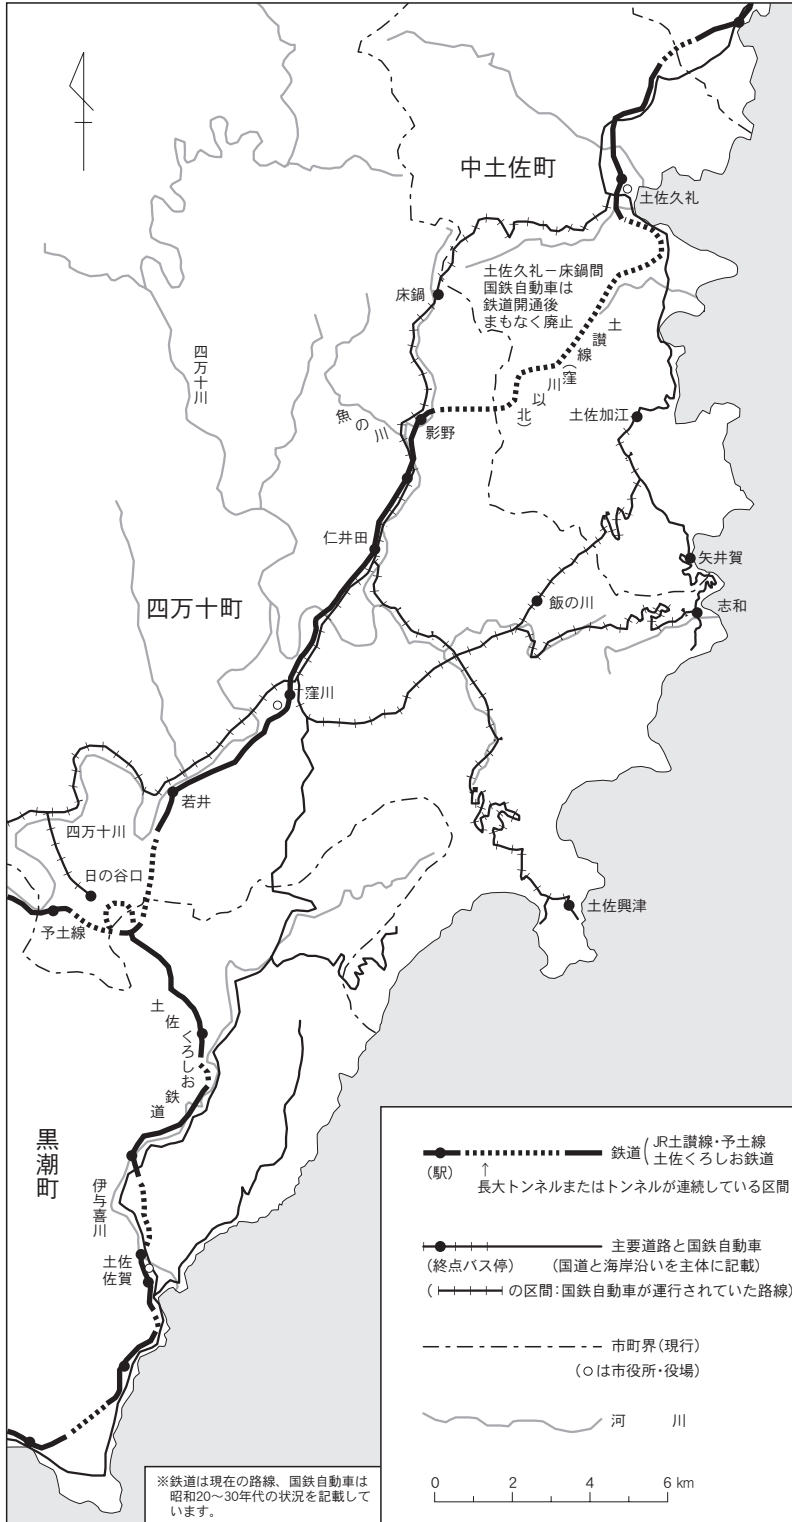 中土佐町
土佐久礼
土佐久礼－床鍋間
国鉄自動車は
鉄道開通後
まもなく廃止
床鍋
四万十川
土讃線（窪川以北）
魚の川
影野
土佐加江
仁井田
矢井賀
飯の川
志和
四万十町
窪川
若井
四万十川
日の谷口
予土線
土佐興津
土佐くろしお鉄道
黒潮町
伊与喜川
土佐
佐賀
鉄道
JR土讃線・予土線
土佐くろしお鉄道
(駅)
↑
長大トンネルまたはトンネルが連続している区間
主要道路と国鉄自動車
(終点バス停)
(国道と海岸沿いを主体に記載)
( の区間：国鉄自動車が運行されていた路線)
市町界(現行)
(○は市役所・役場)
河 川
0 2 4 6 km
※鉄道は現在の路線、国鉄自動車は
昭和20～30年代の状況を記載して
います。